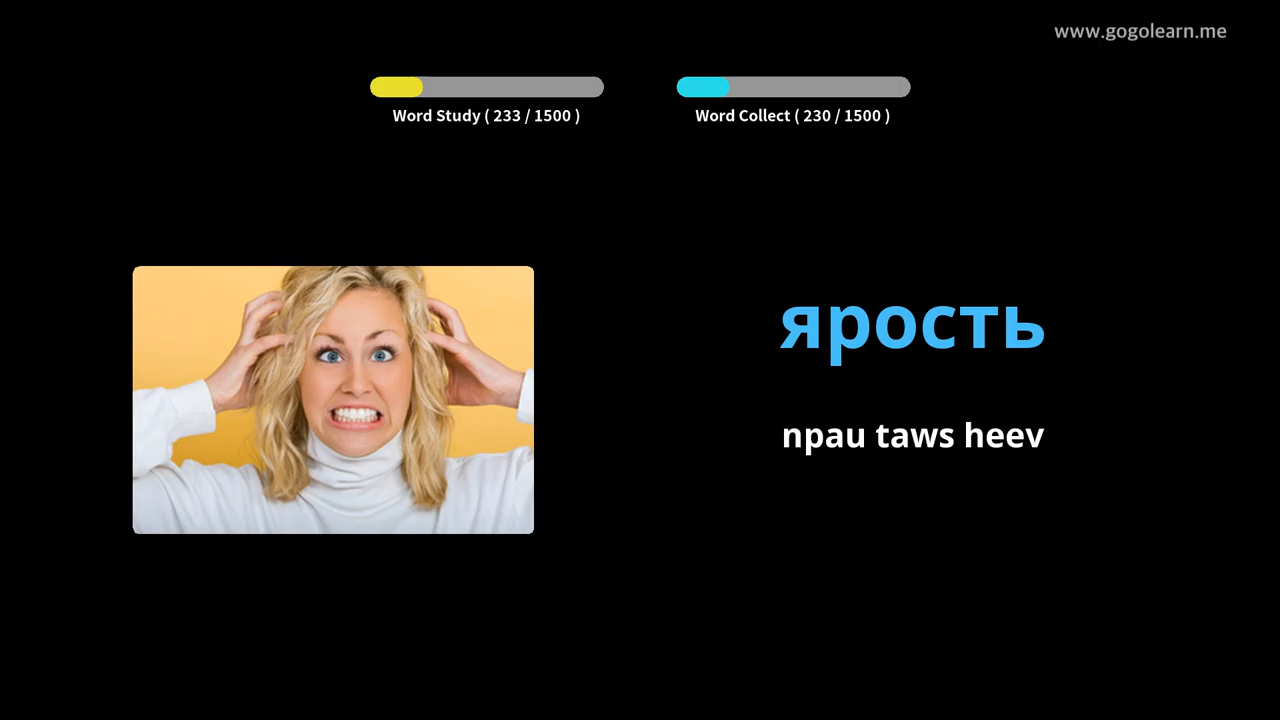 www.gogolearn.me
Word Study ( 233 / 1500 )
Word Collect ( 230 / 1500 )
ярость
npau taws heev